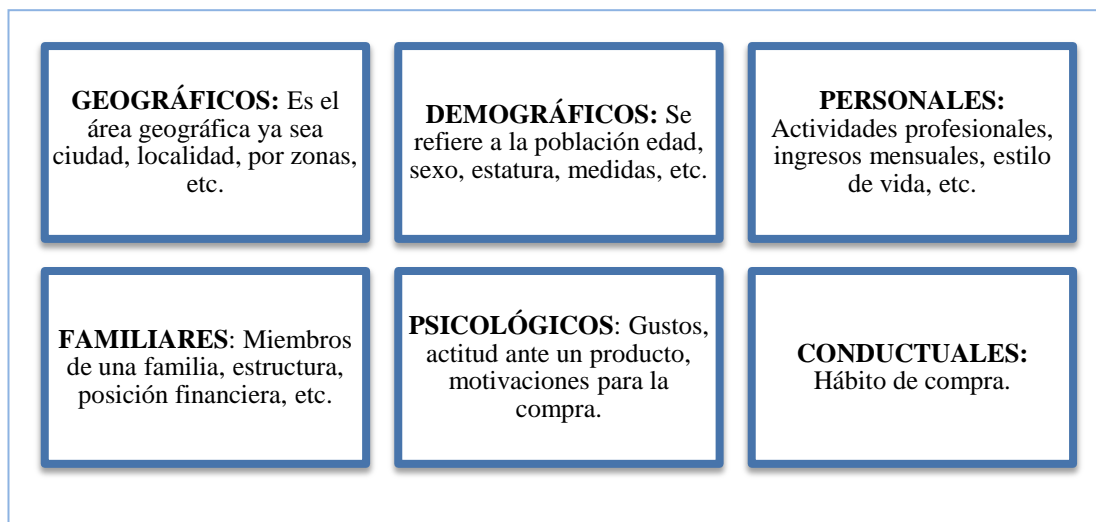 GEOGRÁFICOS: Es el
área geográfica ya sea
ciudad, localidad, por zonas,
etc.
DEMOGRÁFICOS: Se
refiere a la población edad,
sexo, estatura, medidas, etc.
PERSONALES:
Actividades profesionales,
ingresos mensuales, estilo
de vida, etc.
FAMILIARES: Miembros
de una familia, estructura,
posición financiera, etc.
PSICOLÓGICOS: Gustos,
actitud ante un producto,
motivaciones para la
compra.
CONDUCTUALES:
Hábito de compra.